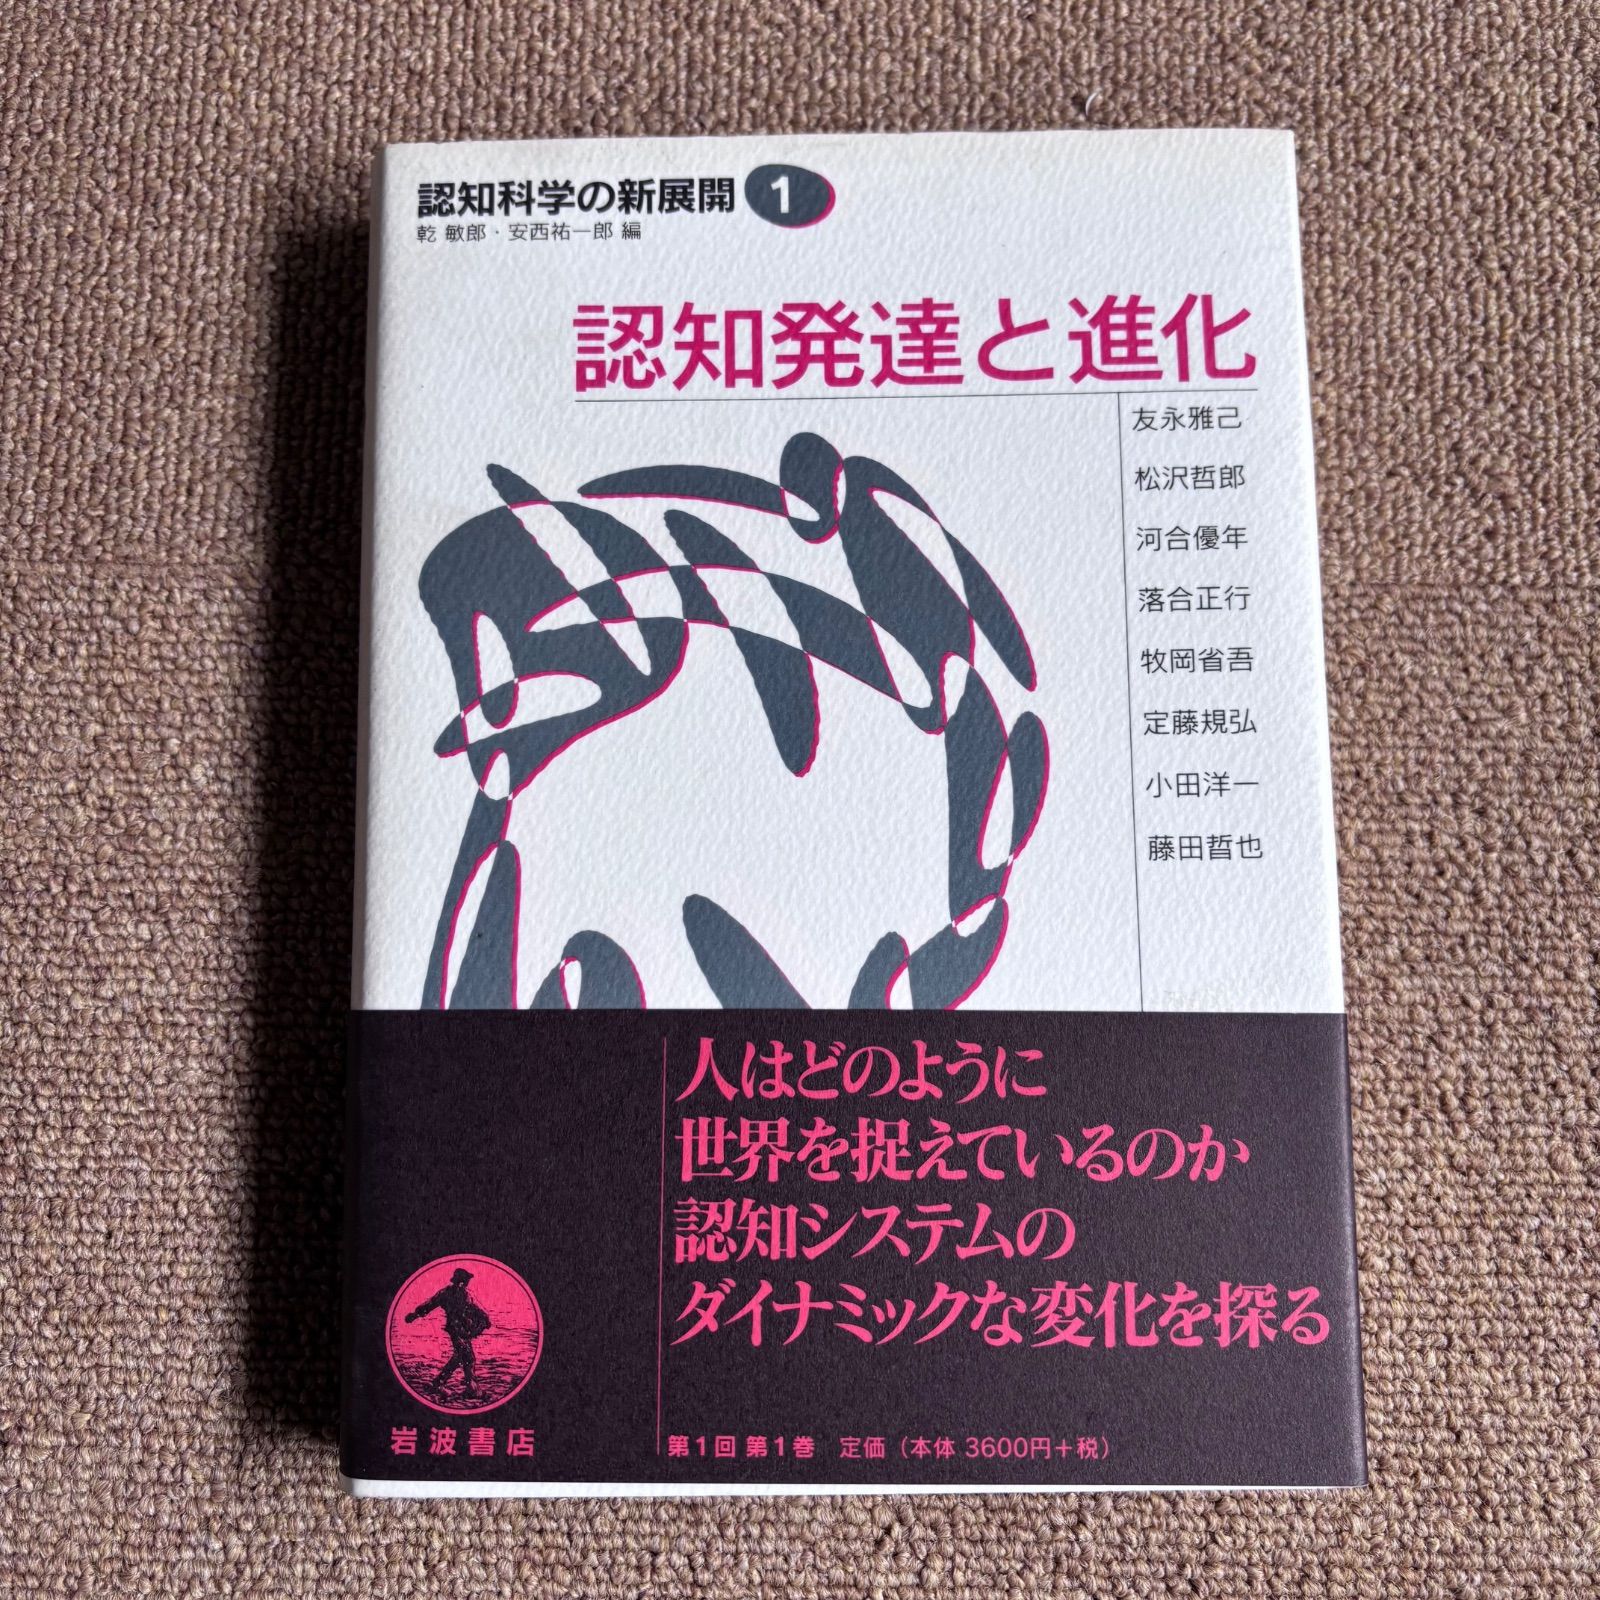 認知科学の新展開 1
乾 敏郎・安西祐一郎 編
認知発達と進化
友永雅己
松沢哲郎
河合優年
落合正行
牧岡省吾
定藤規弘
小田洋一
藤田哲也
人はどのように
世界を捉えているのか
認知システムの
ダイナミックな変化を探る
岩波書店
第1回 第1巻 定価(本体 3600円+税)